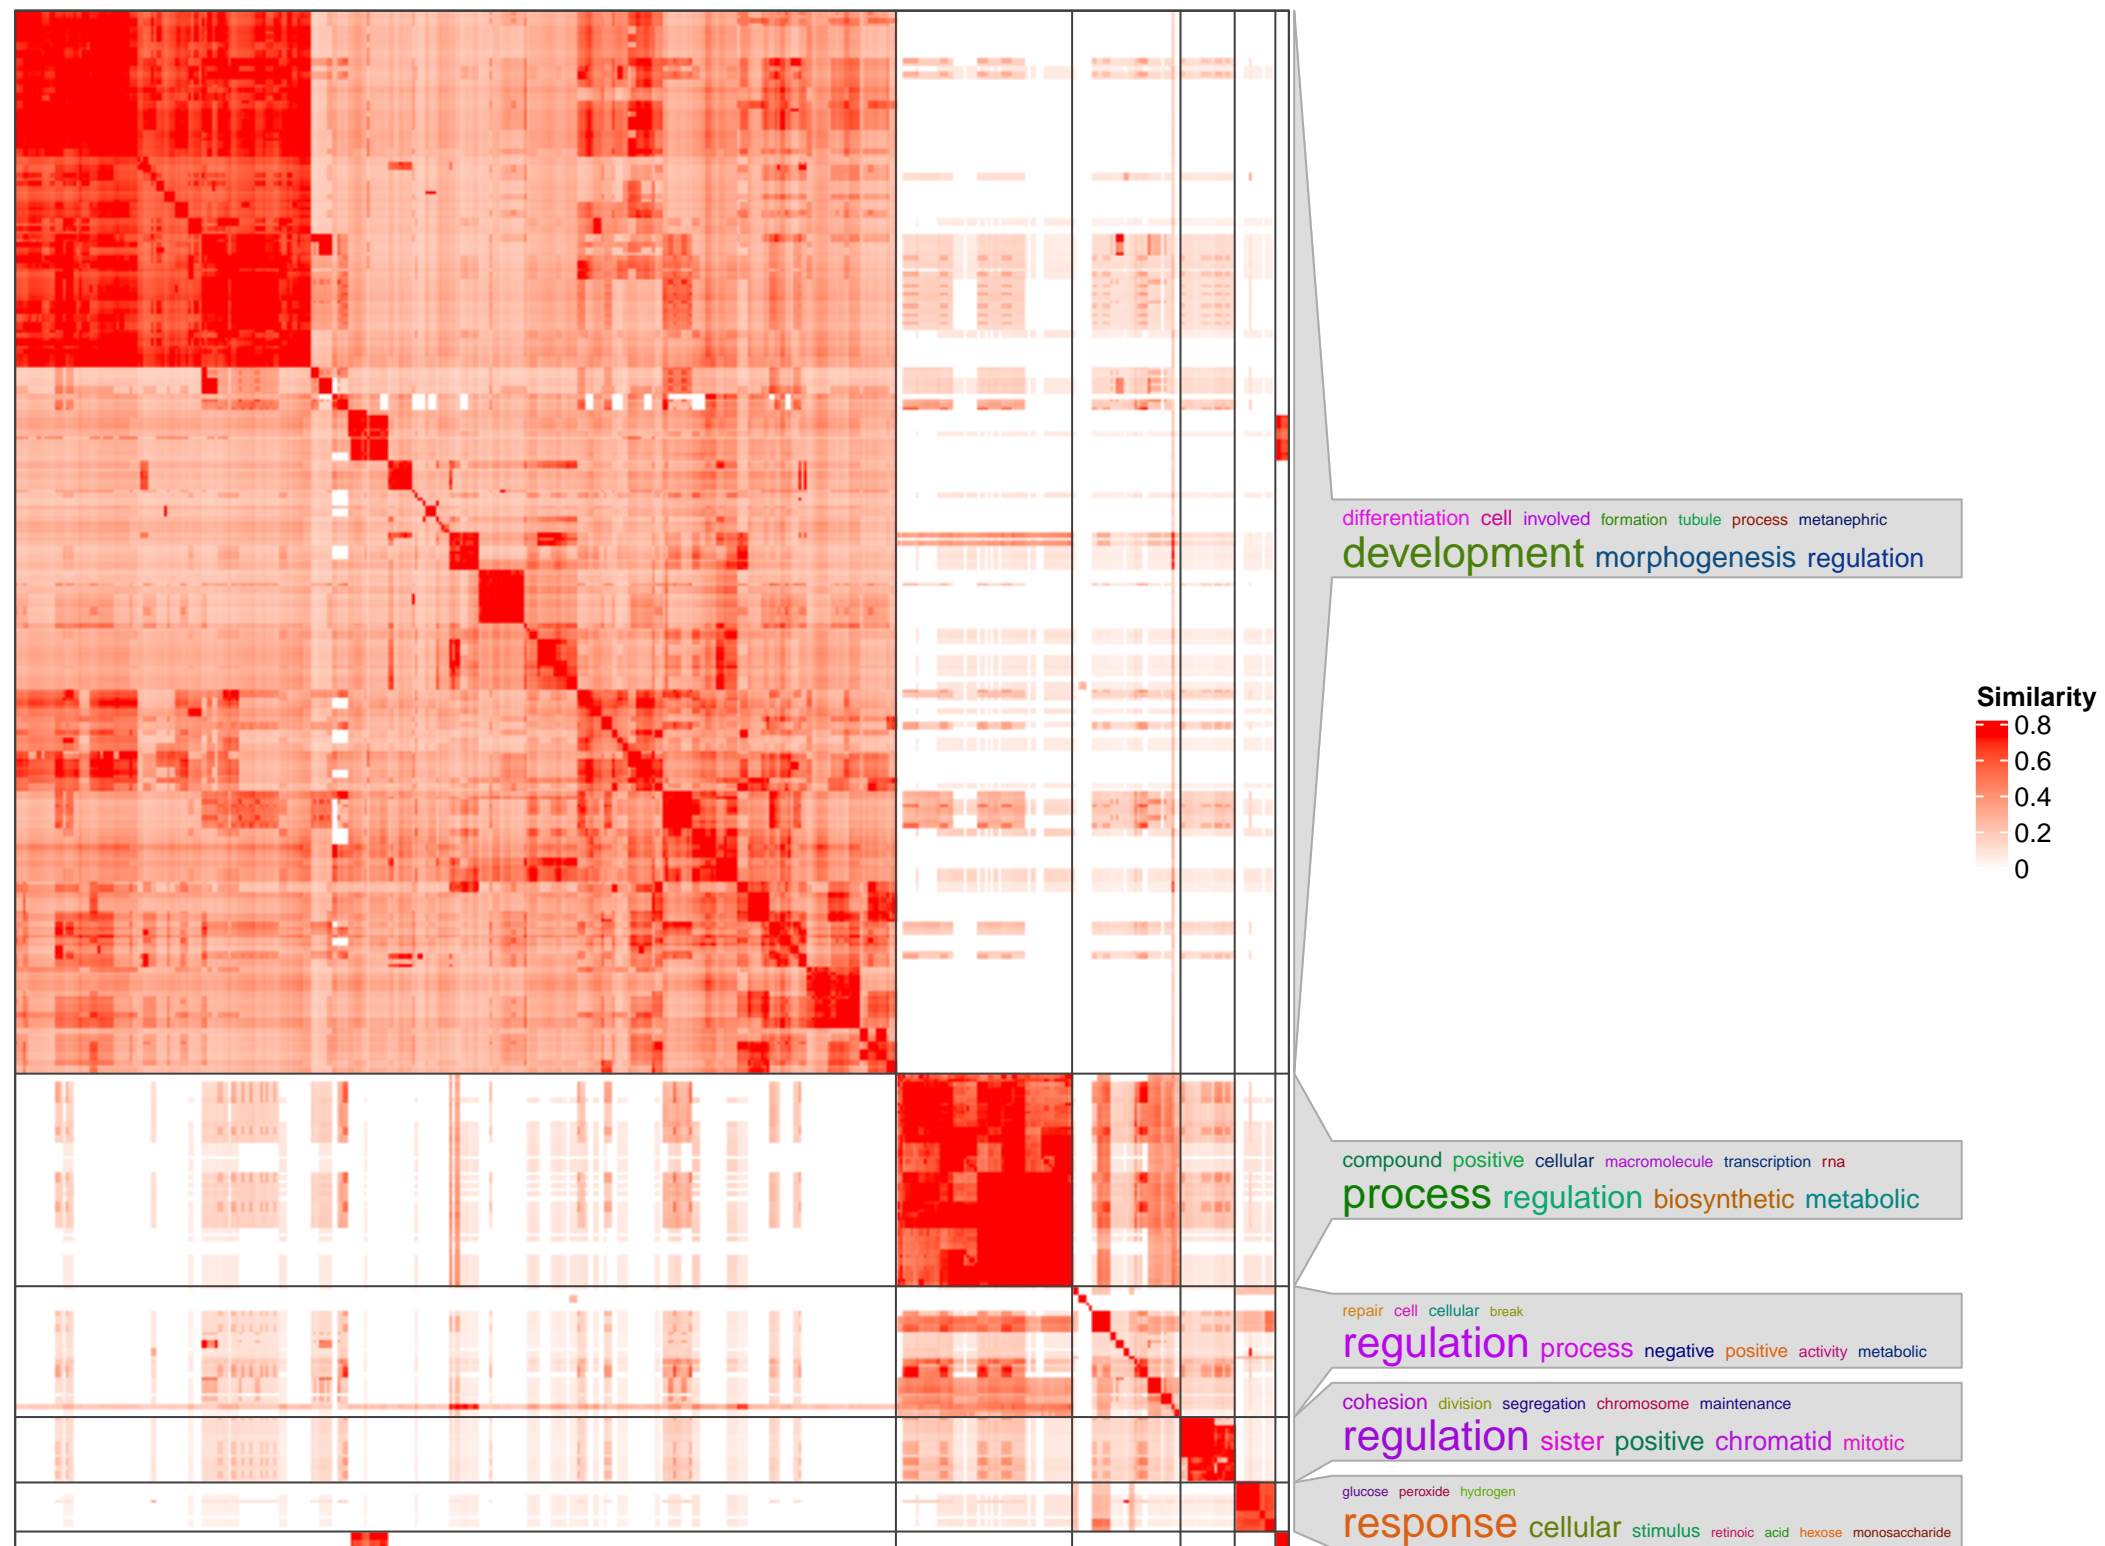 differentiation cell involved formation tubule process metanephric
development morphogenesis regulation
Similarity
0.8
0.6
0.4
0.2
0
compound positive cellular macromolecule transcription rna
process regulation biosynthetic metabolic
repair cell cellular break
regulation process negative positive activity metabolic
cohesion division segregation chromosome maintenance
regulation sister positive chromatid mitotic
glucose peroxide hydrogen
response cellular stimulus retinoic acid hexose monosaccharide